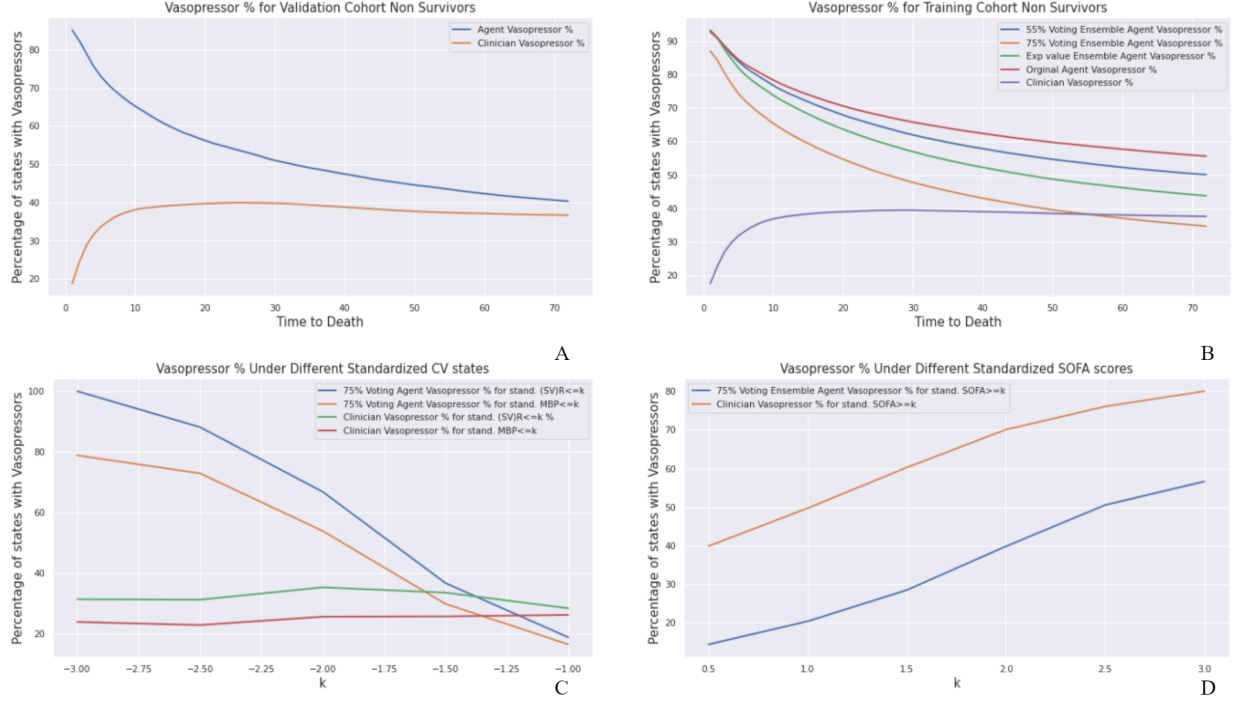 Vasopressor % for Validation Cohort Non Survivors
Percentage of states with Vasopressors
80
70
60
50
40
30
20
Agent Vasopressor %
Clinician Vasopressor %
0 10 20 30 40 50 60 70
Time to Death
A
Vasopressor % for Training Cohort Non Survivors
Percentage of states with Vasopressors
90
80
70
60
50
40
30
20
55% Voting Ensemble Agent Vasopressor %
75% Voting Ensemble Agent Vasopressor %
Exp value Ensemble Agent Vasopressor %
Orginal Agent Vasopressor %
Clinician Vasopressor %
0 10 20 30 40 50 60 70
Time to Death
B
Vasopressor % Under Different Standardized CV states
Percentage of states with Vasopressors
100
80
60
40
20
75% Voting Agent Vasopressor % for stand. (SV)R<=k
75% Voting Agent Vasopressor % for stand. MBP<=k
Clinician Vasopressor % for stand. (SV)R<=k %
Clinician Vasopressor % for stand. MBP<=k
−3.00 −2.75 −2.50 −2.25 −2.00 −1.75 −1.50 −1.25 −1.00
k
C
Vasopressor % Under Different Standardized SOFA scores
Percentage of states with Vasopressors
80
70
60
50
40
30
20
75% Voting Ensemble Agent Vasopressor % for stand. SOFA>=k
Clinician Vasopressor % for stand. SOFA>=k
0.5 1.0 1.5 2.0 2.5 3.0
k
D